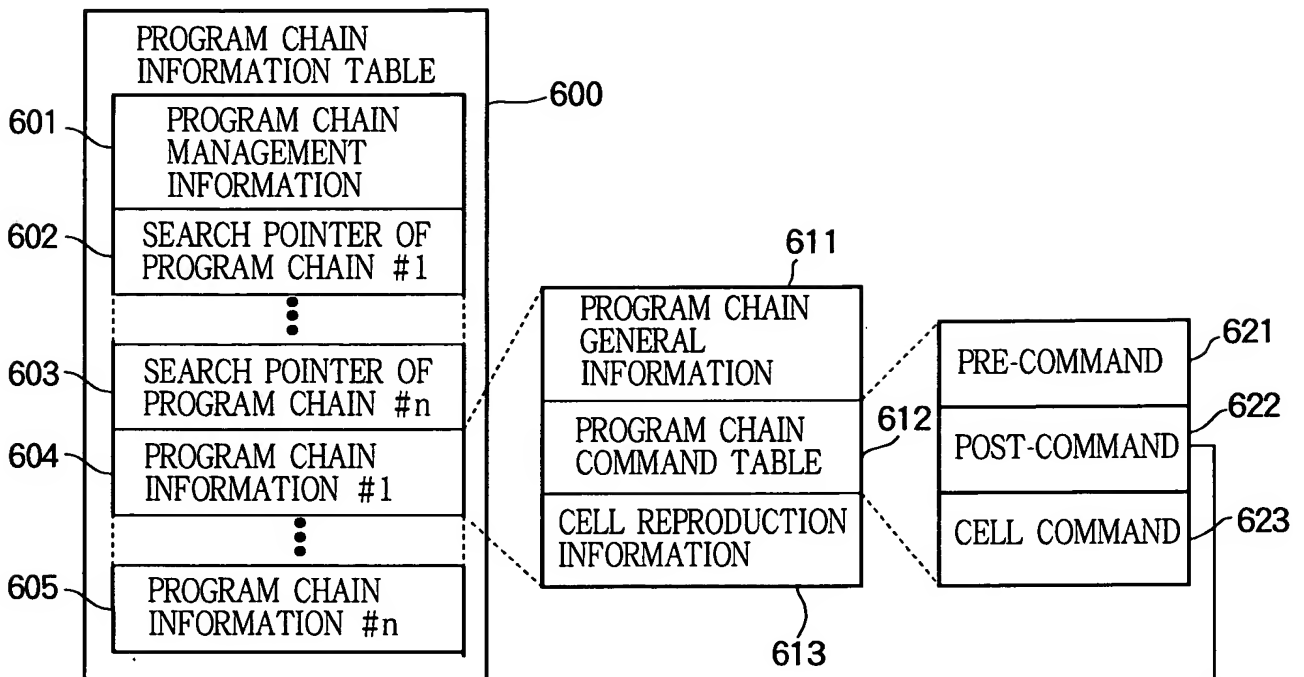 PROGRAM CHAIN
INFORMATION TABLE
600
601
PROGRAM CHAIN
MANAGEMENT
INFORMATION
602
SEARCH POINTER OF
PROGRAM CHAIN #1
603
SEARCH POINTER OF
PROGRAM CHAIN #n
604
PROGRAM CHAIN
INFORMATION #1
605
PROGRAM CHAIN
INFORMATION #n
611
PROGRAM CHAIN
GENERAL
INFORMATION
PROGRAM CHAIN
COMMAND TABLE
612
CELL REPRODUCTION
INFORMATION
613
PRE-COMMAND
621
POST-COMMAND
622
CELL COMMAND
623